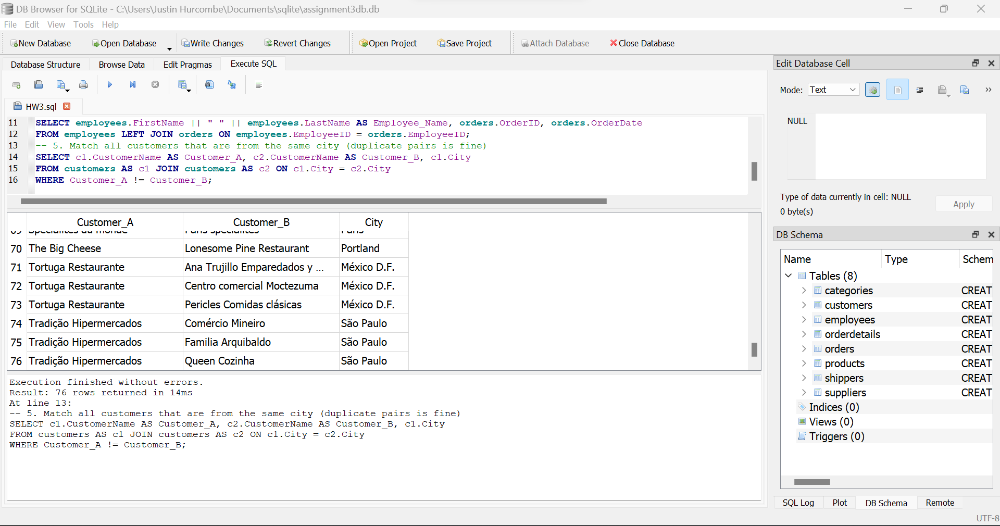 DB Browser for SQLite - C:\Users\Justin Hurcombe\Documents\sqlite\assignment3db.db
File Edit View Tools Help
New Database Open Database Write Changes Revert Changes Open Project Save Project Attach Database Close Database
Database Structure Browse Data Edit Pragmas Execute SQL
HW3.sql
11 SELECT employees.FirstName || " " || employees.LastName AS Employee_Name, orders.OrderID, orders.OrderDate
12 FROM employees LEFT JOIN orders ON employees.EmployeeID = orders.EmployeeID;
13 -- 5. Match all customers that are from the same city (duplicate pairs is fine)
14 SELECT c1.CustomerName AS Customer_A, c2.CustomerName AS Customer_B, c1.City
15 FROM customers AS c1 JOIN customers AS c2 ON c1.City = c2.City
16 WHERE Customer_A != Customer_B;
Customer_A Customer_B City
70 The Big Cheese Lonesome Pine Restaurant Portland
71 Tortuga Restaurante Ana Trujillo Emparedados y ... México D.F.
72 Tortuga Restaurante Centro comercial Moctezuma México D.F.
73 Tortuga Restaurante Pericles Comidas clásicas México D.F.
74 Tradição Hipermercados Comércio Mineiro São Paulo
75 Tradição Hipermercados Familia Arquibaldo São Paulo
76 Tradição Hipermercados Queen Cozinha São Paulo
Execution finished without errors.
Result: 76 rows returned in 14ms
At line 13:
-- 5. Match all customers that are from the same city (duplicate pairs is fine)
SELECT c1.CustomerName AS Customer_A, c2.CustomerName AS Customer_B, c1.City
FROM customers AS c1 JOIN customers AS c2 ON c1.City = c2.City
WHERE Customer_A != Customer_B;
Edit Database Cell
Mode: Text
NULL
Type of data currently in cell: NULL
0 byte(s)
Apply
DB Schema
Name Type Schem
Tables (8)
categories CREAT
customers CREAT
employees CREAT
orderdetails CREAT
orders CREAT
products CREAT
shippers CREAT
suppliers CREAT
Indices (0)
Views (0)
Triggers (0)
SQL Log Plot DB Schema Remote
UTF-8